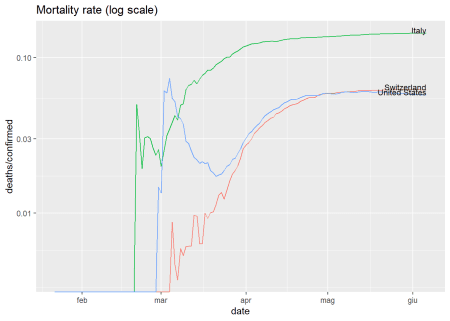 Mortality rate (log scale)
Italy
0.10
Switzerland
United States
deaths/confirmed
0.03
0.01
feb mar apr mag giu
date